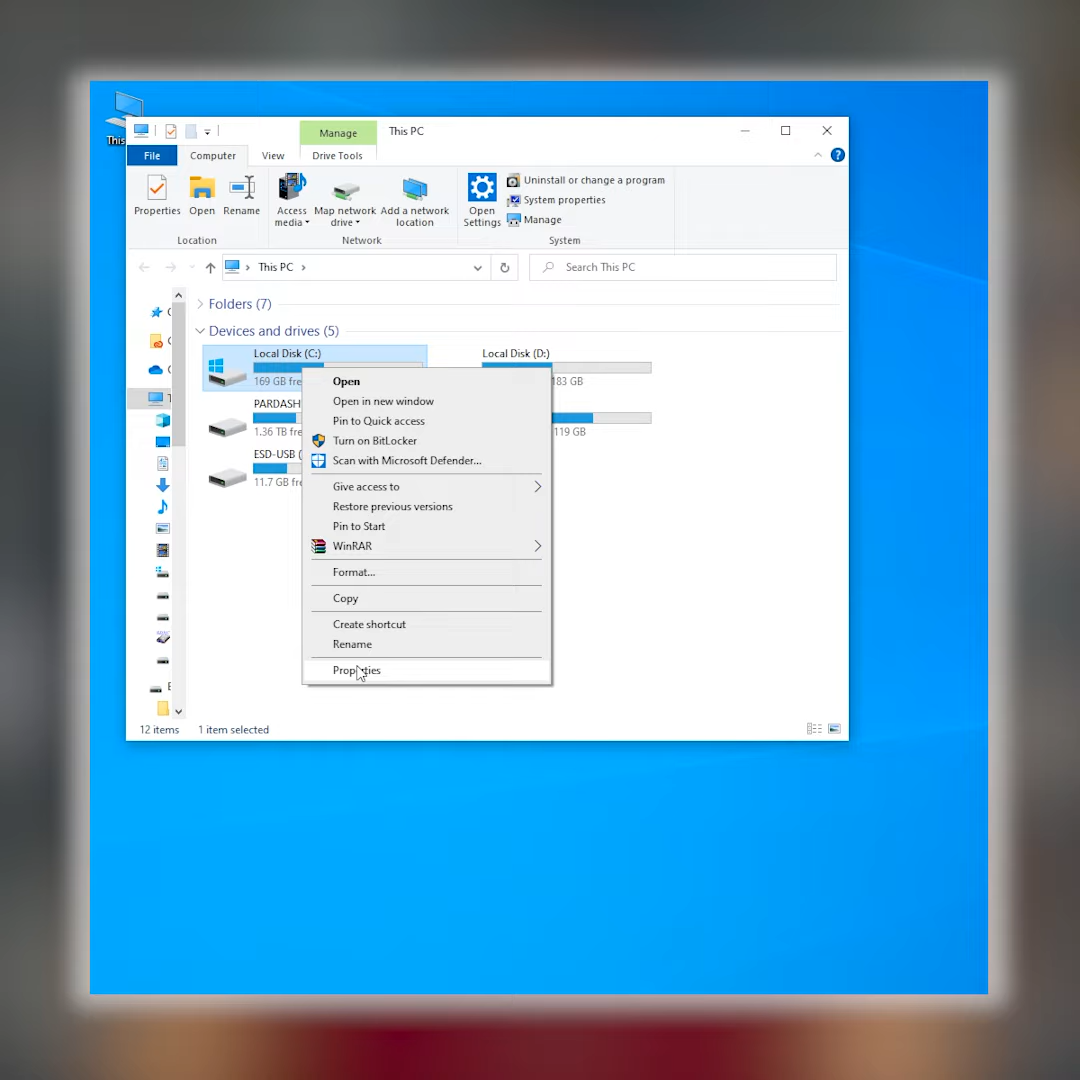 This
Manage
This PC
File
Computer
View
Drive Tools
Properties
Open
Rename
Access media
Map network drive
Add a network location
Open Settings
Uninstall or change a program
System properties
Manage
Location
Network
System
This PC
Search This PC
Folders (7)
Devices and drives (5)
Local Disk (C:)
169 GB fre
Local Disk (D:)
183 GB
PARDASH
1.36 TB fre
119 GB
ESD-USB (
11.7 GB fre
Open
Open in new window
Pin to Quick access
Turn on BitLocker
Scan with Microsoft Defender...
Give access to
Restore previous versions
Pin to Start
WinRAR
Format...
Copy
Create shortcut
Rename
Properties
12 items
1 item selected